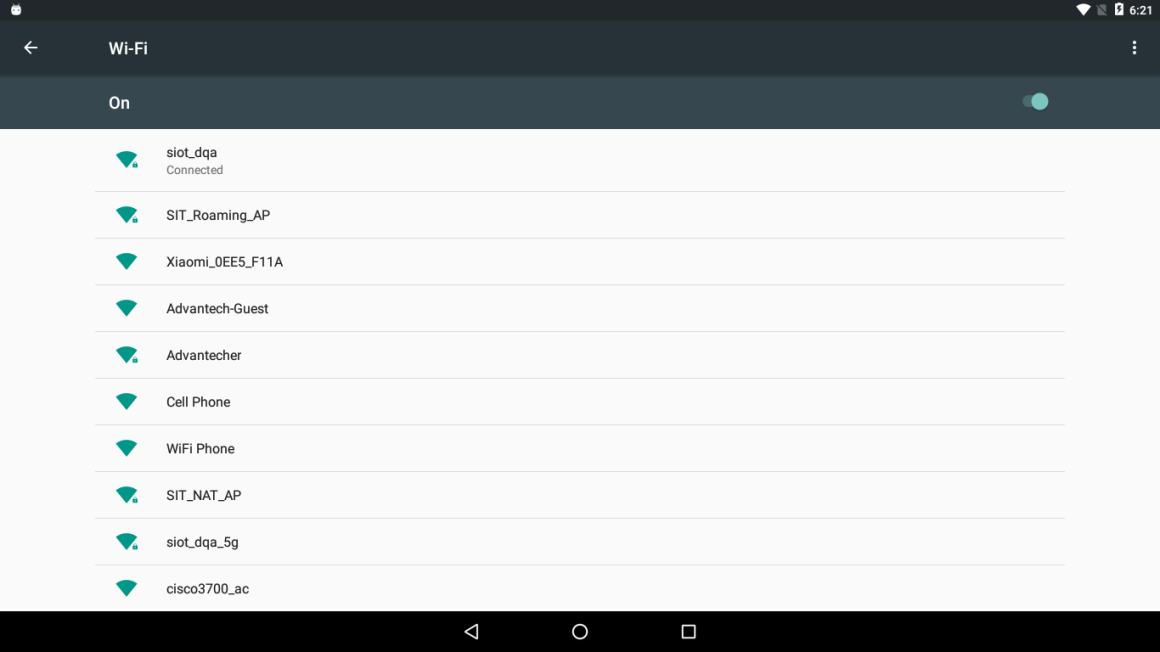 6:21
Wi-Fi
On
siot_dqa
Connected
SIT_Roaming_AP
Xiaomi_0EE5_F11A
Advantech-Guest
Advantecher
Cell Phone
WiFi Phone
SIT_NAT_AP
siot_dqa_5g
cisco3700_ac